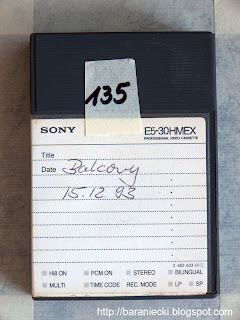 135
SONY E5-30HMEX
PROFESSIONAL VIDEO CASSETTE
Title
Date Balcovy
15.12 93
Hi8 ON PCM ON STEREO BILINGUAL
MULTI TIME CODE REC. MODE LP SP
http://baraniecki.blogspot.com